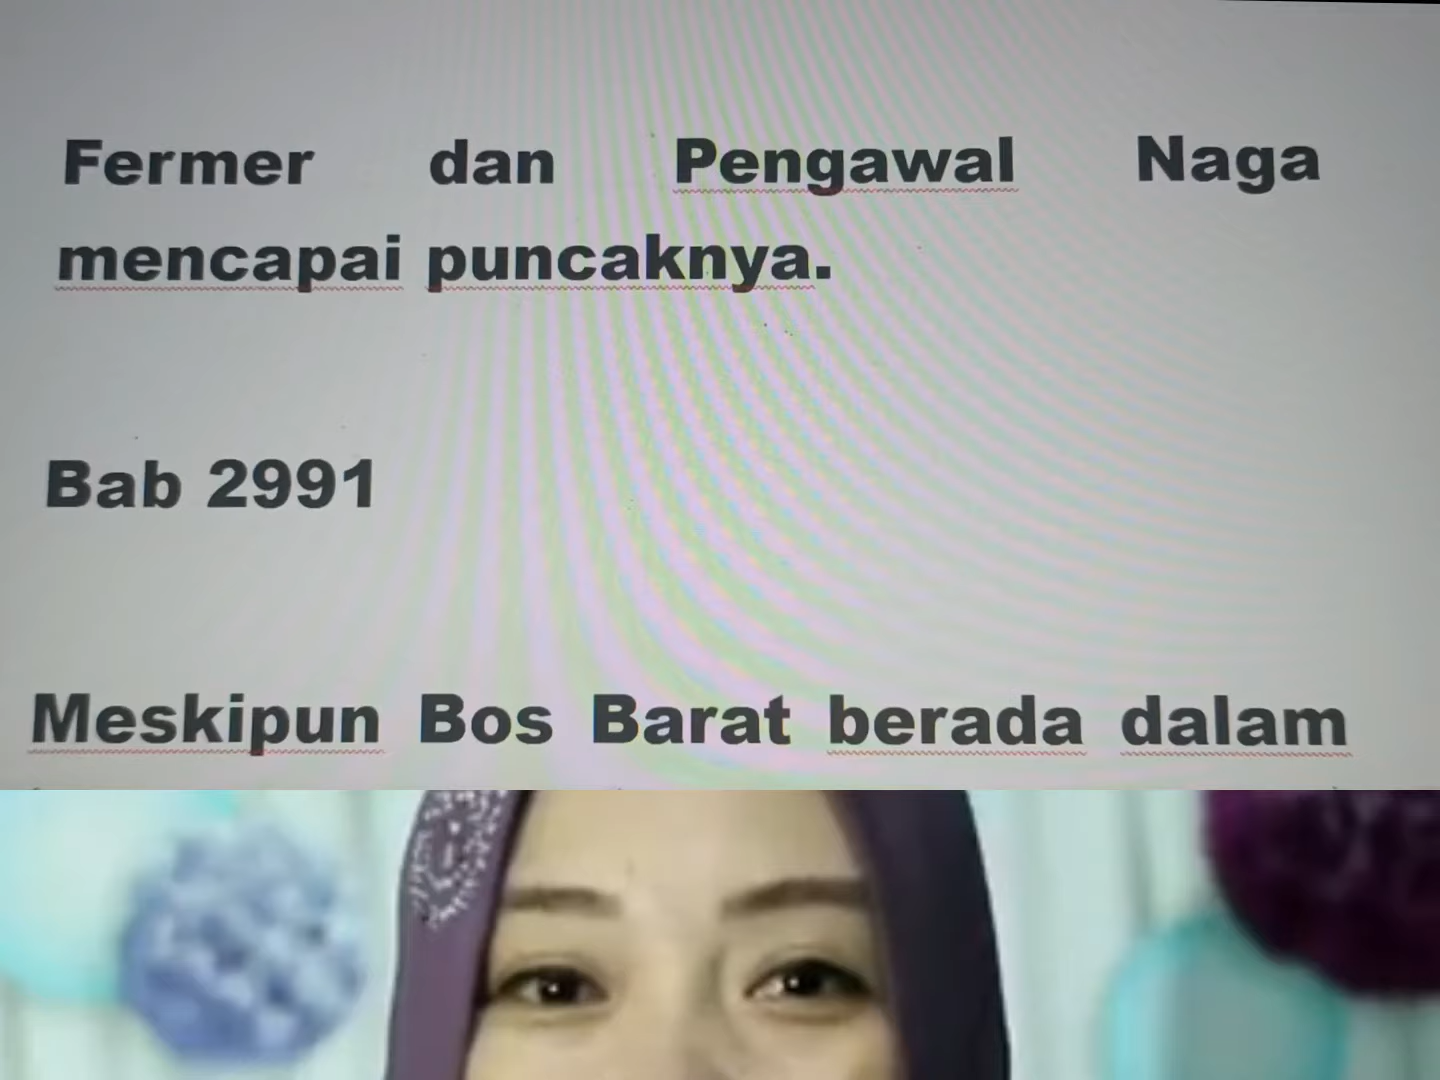 Fermer dan Pengawal Naga
mencapai puncaknya.
Bab 2991
Meskipun Bos Barat berada dalam